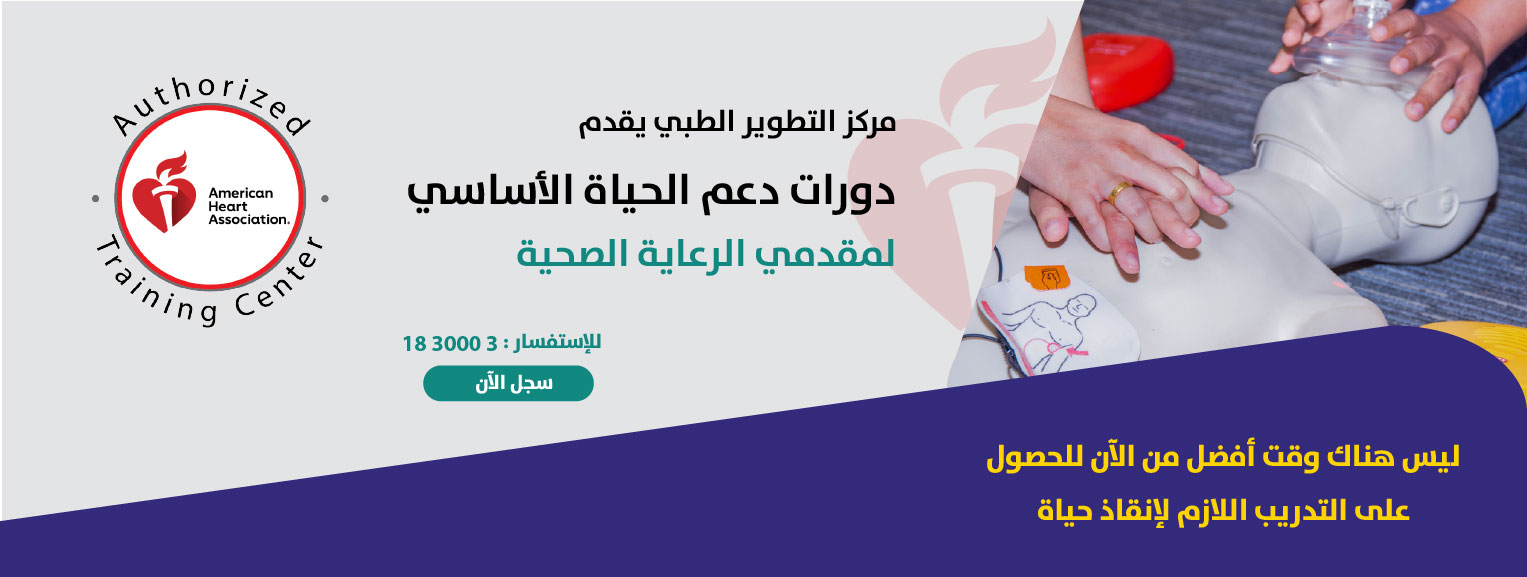 Authorized
American
Heart
Association.
Training Center
مركز التطوير الطبي يقدم
دورات دعم الحياة الأساسي
لمقدمي الرعاية الصحية
للإستفسار : 3 3000 18
سجل الآن
ليس هناك وقت أفضل من الآن للحصول
على التدريب اللازم لإنقاذ حياة